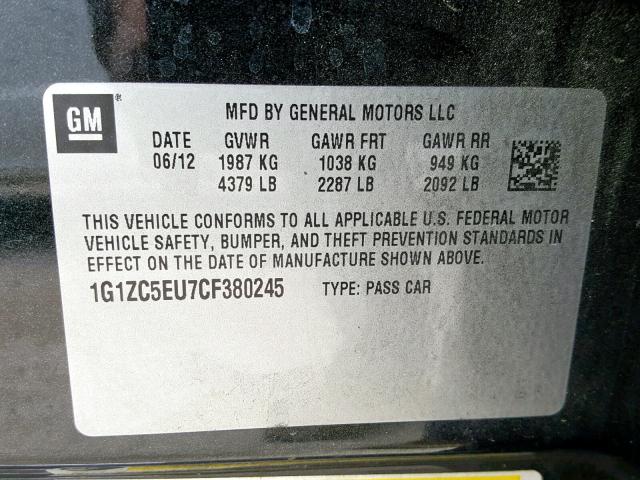 GM® MFD BY GENERAL MOTORS LLC
DATE GVWR GAWR FRT GAWR RR
06/12 1987 KG 1038 KG 949 KG
4379 LB 2287 LB 2092 LB
THIS VEHICLE CONFORMS TO ALL APPLICABLE U.S. FEDERAL MOTOR
VEHICLE SAFETY, BUMPER, AND THEFT PREVENTION STANDARDS IN
EFFECT ON THE DATE OF MANUFACTURE SHOWN ABOVE.
1G1ZC5EU7CF380245 TYPE: PASS CAR